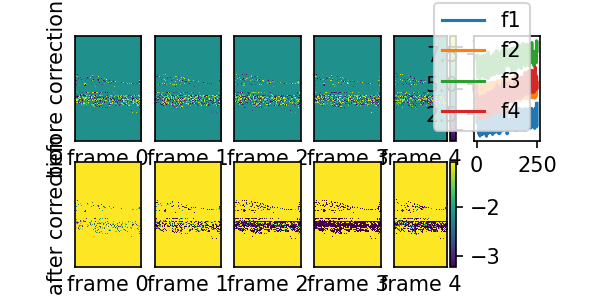 f1
f2
f3
f4
before correction
frame 0
frame 1
frame 2
frame 3
frame 4
0
250
after correction
−2
−3
frame 0
frame 1
frame 2
frame 3
frame 4